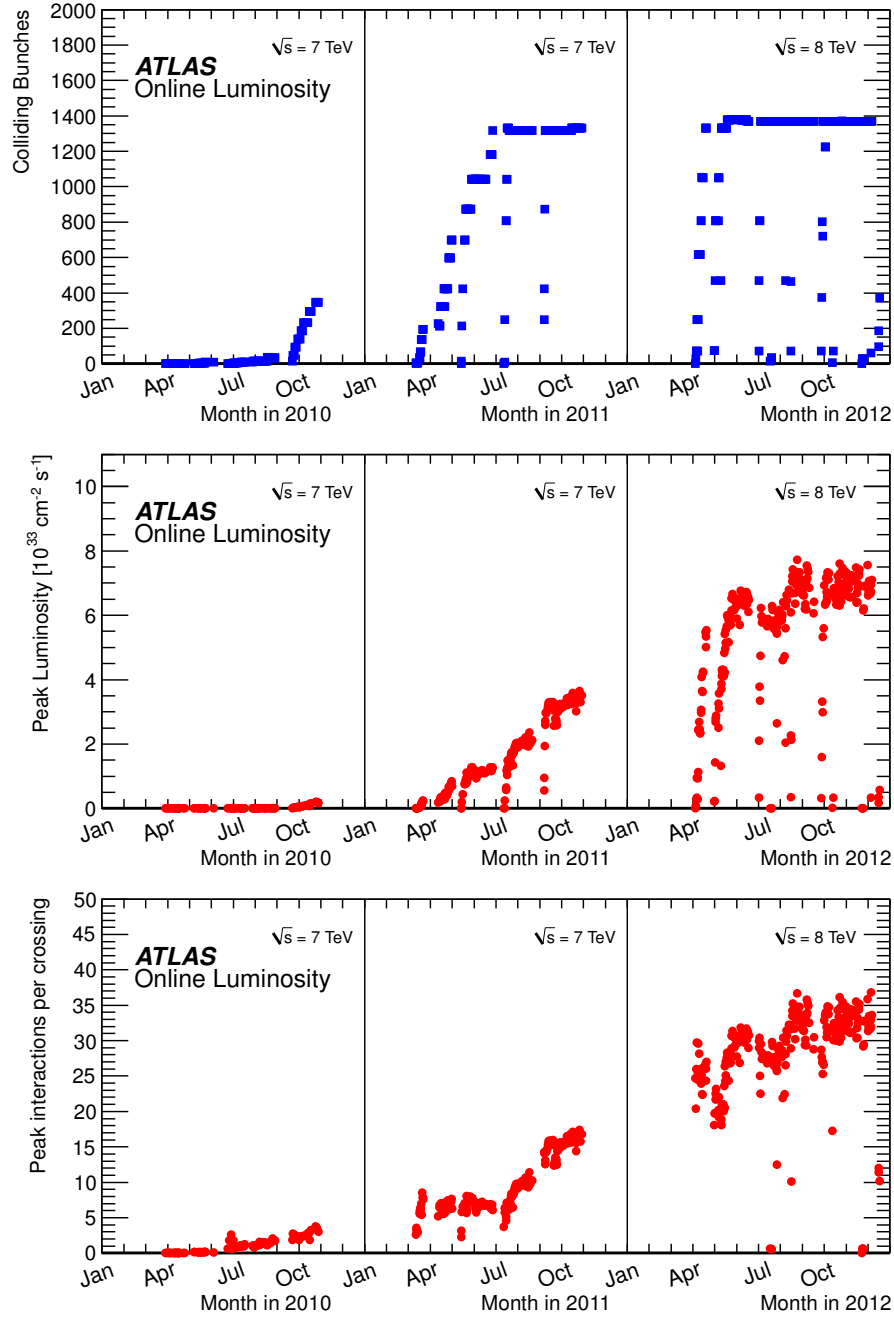 Colliding Bunches
2000
1800
1600
1400
1200
1000
800
600
400
200
0
√s = 7 TeV √s = 7 TeV √s = 8 TeV
ATLAS
Online Luminosity
Jan Apr Jul Oct Jan Apr Jul Oct Jan Apr Jul Oct
Month in 2010 Month in 2011 Month in 2012
Peak Luminosity [10³³ cm⁻² s⁻¹]
10
8
6
4
2
0
√s = 7 TeV √s = 7 TeV √s = 8 TeV
ATLAS
Online Luminosity
Jan Apr Jul Oct Jan Apr Jul Oct Jan Apr Jul Oct
Month in 2010 Month in 2011 Month in 2012
Peak interactions per crossing
50
45
40
35
30
25
20
15
10
5
0
√s = 7 TeV √s = 7 TeV √s = 8 TeV
ATLAS
Online Luminosity
Jan Apr Jul Oct Jan Apr Jul Oct Jan Apr Jul Oct
Month in 2010 Month in 2011 Month in 2012